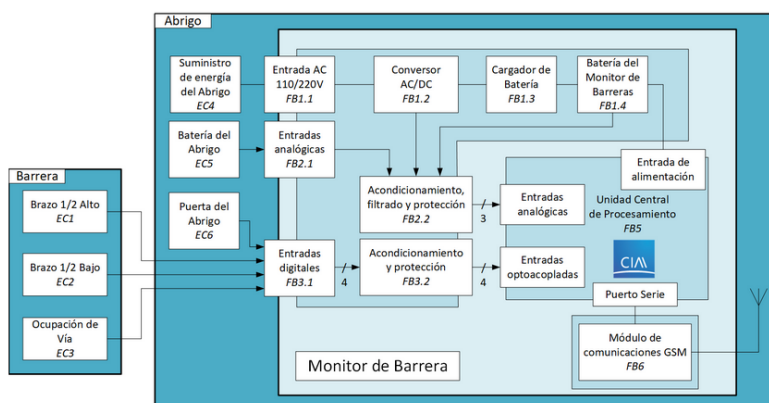 Abrigo
Suministro
de energía
del Abrigo
EC4
Entrada AC
110/220V
FB1.1
Conversor
AC/DC
FB1.2
Cargador de
Batería
FB1.3
Batería del
Monitor de
Barreras
FB1.4
Batería del
Abrigo
EC5
Entradas
analógicas
FB2.1
Entrada de
alimentación
Barrera
Brazo 1/2 Alto
EC1
Puerta del
Abrigo
EC6
Acondicionamiento,
filtrado y protección
FB2.2
3
Entradas
analógicas
Unidad Central
de Procesamiento
FB5
CIAA
Brazo 1/2 Bajo
EC2
Entradas
digitales
FB3.1
4
Acondicionamiento
y protección
FB3.2
4
Entradas
optoacopladas
Puerto Serie
Ocupación de
Vía
EC3
Monitor de Barrera
Módulo de
comunicaciones GSM
FB6